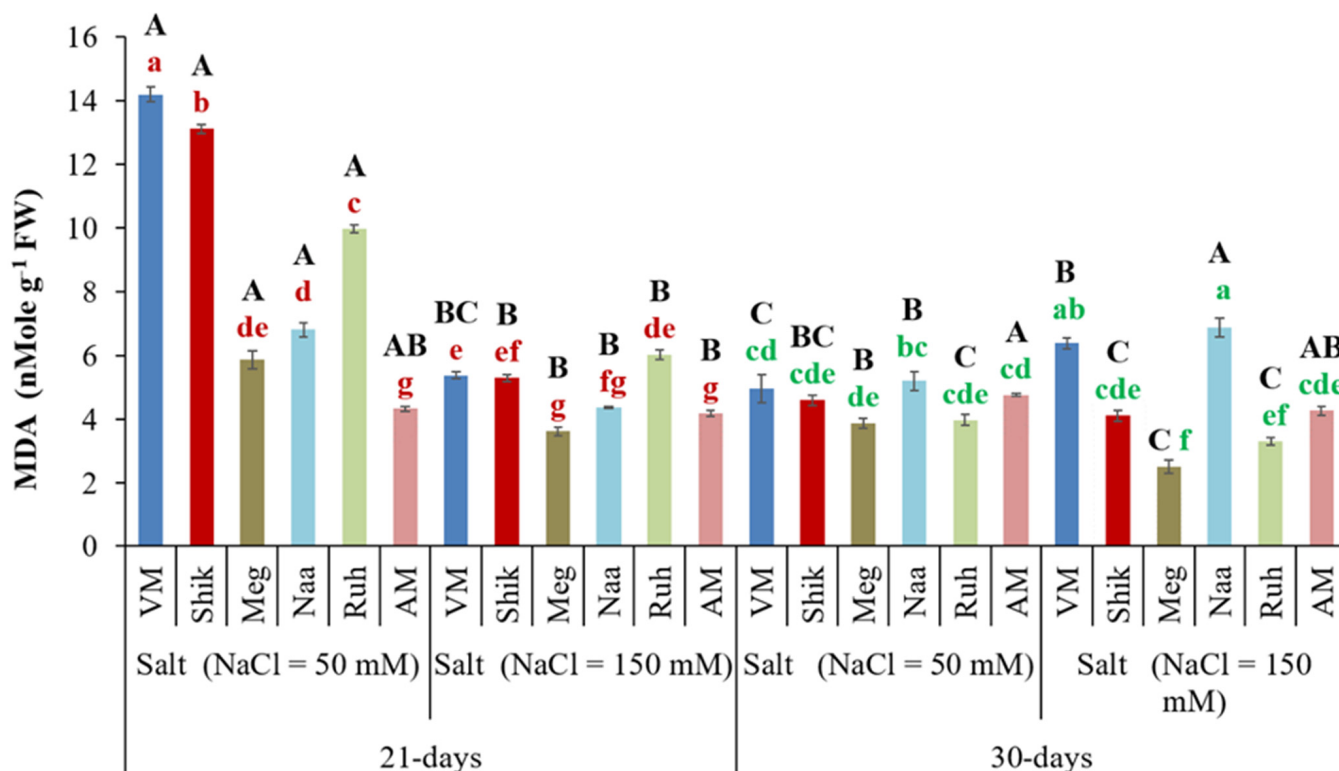 MDA (nMole g⁻¹ FW)
16
14
12
10
8
6
4
2
0
A
a
A
b
A
de
A
d
A
c
AB
g
BC
e
B
ef
B
g
B
fg
B
de
B
g
C
cd
BC
cde
B
de
B
bc
C
cde
A
cd
B
ab
C
cde
C f
A
a
C
ef
AB
cde
VM
Shik
Meg
Naa
Ruh
AM
VM
Shik
Meg
Naa
Ruh
AM
VM
Shik
Meg
Naa
Ruh
AM
VM
Shik
Meg
Naa
Ruh
AM
Salt (NaCl = 50 mM)
Salt (NaCl = 150 mM)
Salt (NaCl = 50 mM)
Salt (NaCl = 150
mM)
21-days
30-days